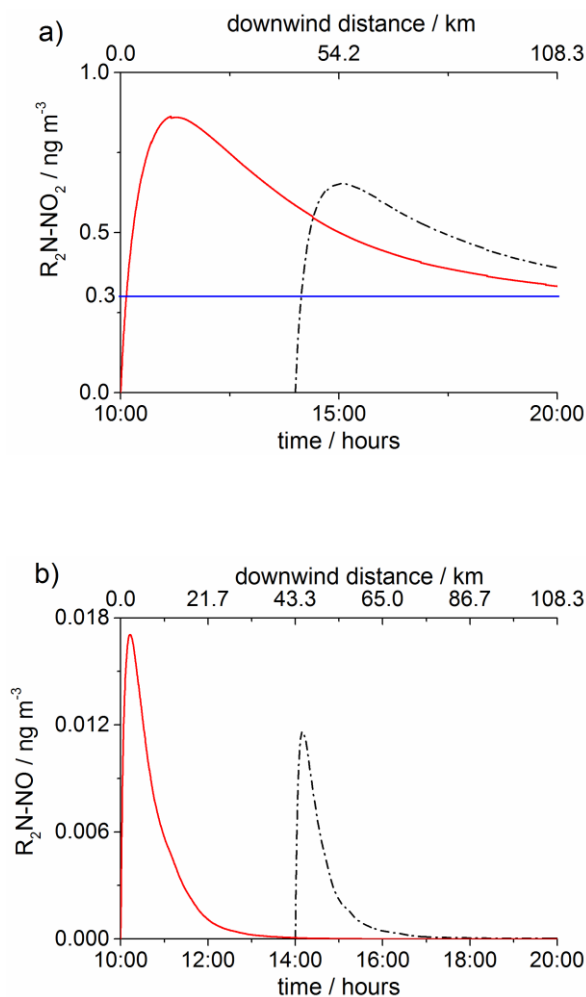 a)
downwind distance / km
0.0 54.2 108.3
1.0
0.5
0.3
0.0
R₂N-NO₂ / ng m⁻³
10:00 15:00 20:00
time / hours
b)
downwind distance / km
0.0 21.7 43.3 65.0 86.7 108.3
0.018
0.012
0.006
0.000
R₂N-NO / ng m⁻³
10:00 12:00 14:00 16:00 18:00 20:00
time / hours